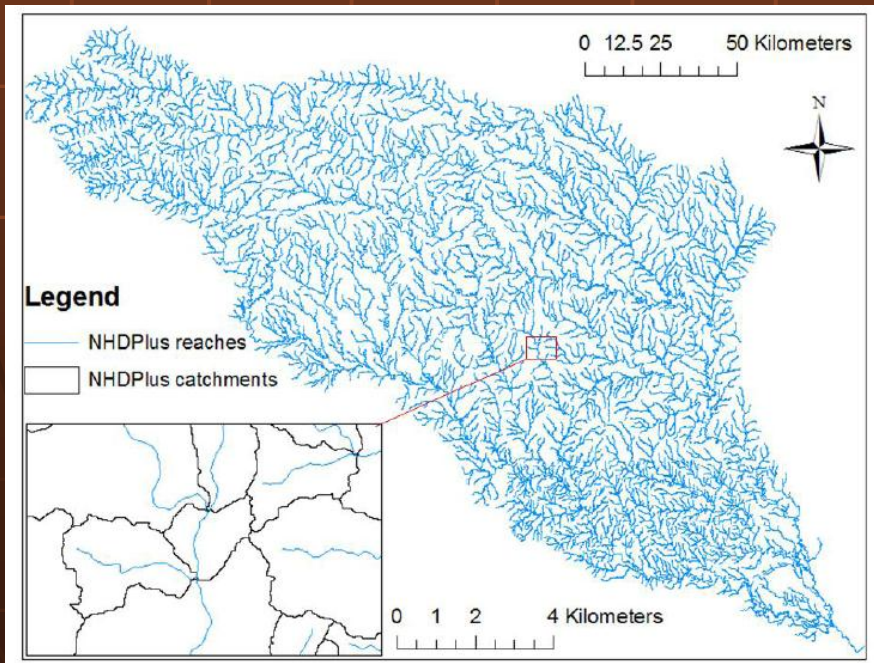 0 12.5 25 50 Kilometers
N
Legend
NHDPlus reaches
NHDPlus catchments
0 1 2 4 Kilometers